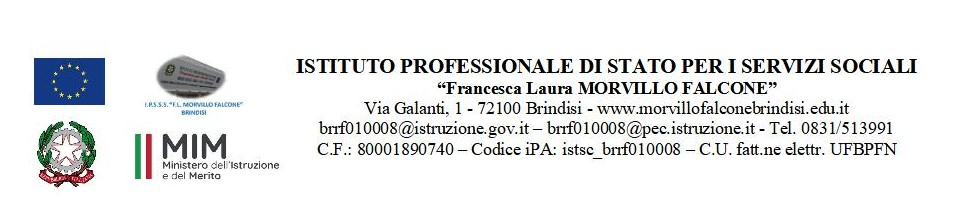 ISTITUTO PROFESSIONALE DI STATO PER I SERVIZI SOCIALI
“Francesca Laura MORVILLO FALCONE”
Via Galanti, 1 - 72100 Brindisi - www.morvillofalconebrindisi.edu.it
brrf010008@istruzione.gov.it – brrf010008@pec.istruzione.it - Tel. 0831/513991
C.F.: 80001890740 – Codice iPA: istsc_brrf010008 – C.U. fatt.ne elettr. UFBPFN
I.P.S.S.S. “F.L. MORVILLO FALCONE”
BRINDISI
MIM
Ministero dell'Istruzione
e del Merito